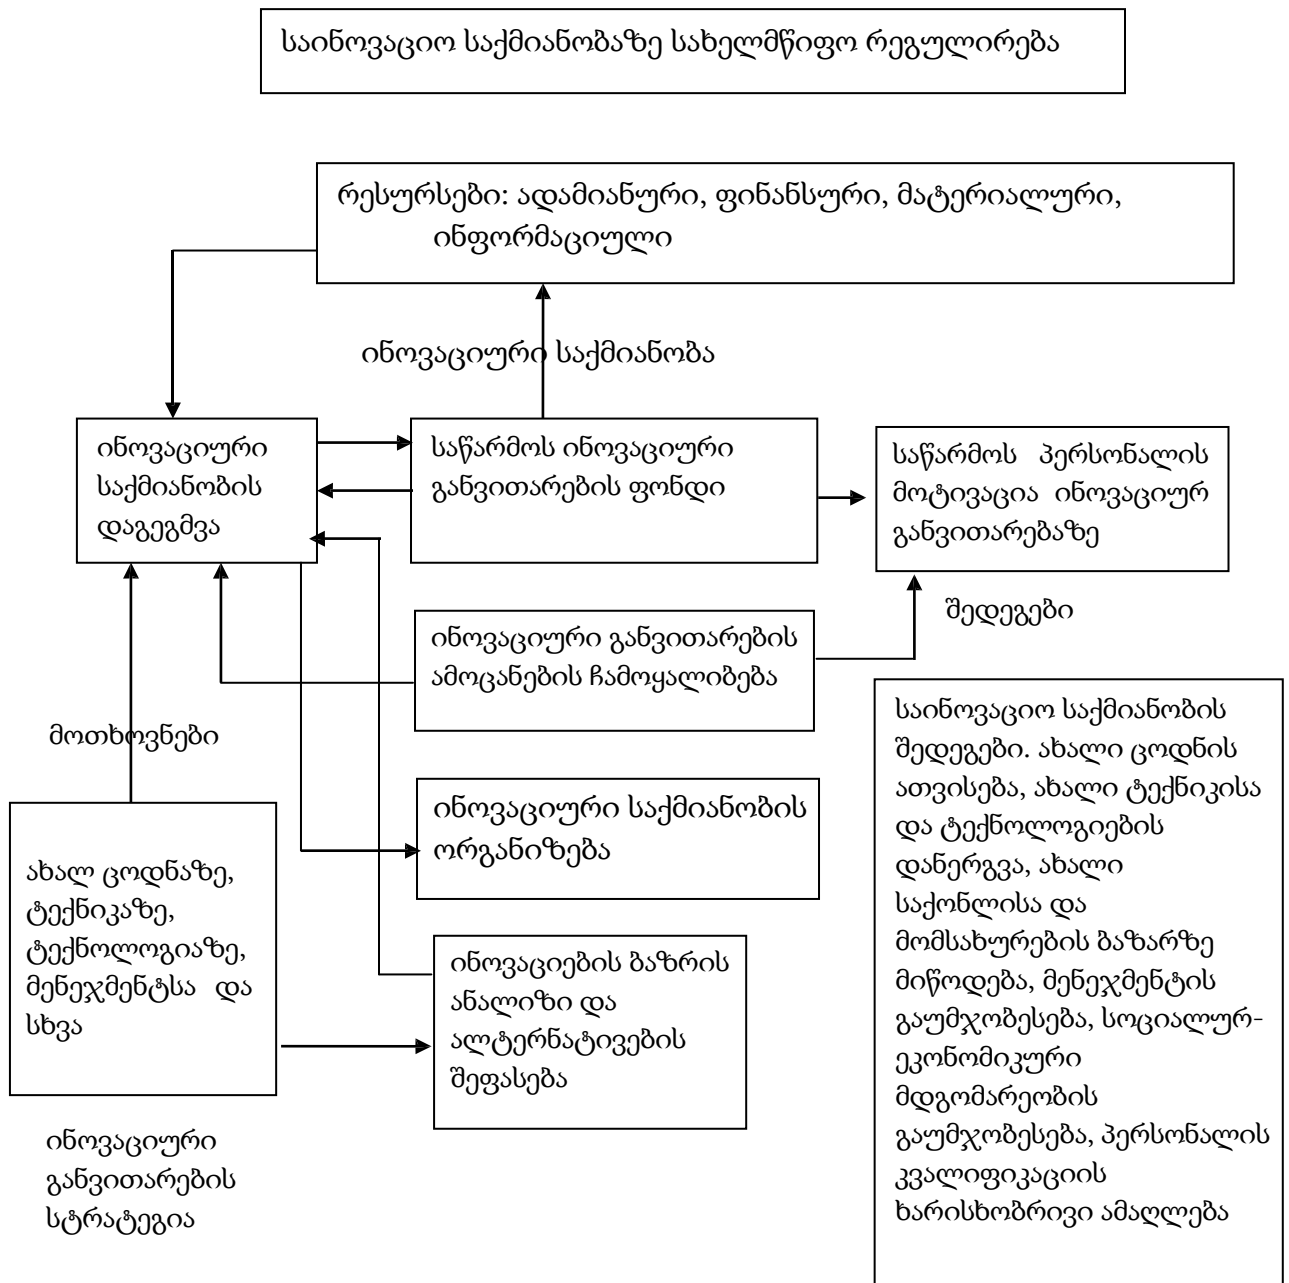 საინოვაციო საქმიანობაზე სახელმწიფო რეგულირება
რესურსები: ადამიანური, ფინანსური, მატერიალური,
ინფორმაციული
ინოვაციური საქმიანობა
ინოვაციური
საქმიანობის
დაგეგმვა
საწარმოს ინოვაციური
განვითარების ფონდი
საწარმოს პერსონალის
მოტივაცია ინოვაციურ
განვითარებაზე
შედეგები
ინოვაციური განვითარების
ამოცანების ჩამოყალიბება
მოთხოვნები
ინოვაციური საქმიანობის
ორგანიზება
ახალ ცოდნაზე,
ტექნიკაზე,
ტექნოლოგიაზე,
მენეჯმენტსა და
სხვა
ინოვაციების ბაზრის
ანალიზი და
ალტერნატივების
შეფასება
საინოვაციო საქმიანობის
შედეგები. ახალი ცოდნის
ათვისება, ახალი ტექნიკისა
და ტექნოლოგიების
დანერგვა, ახალი
საქონლისა და
მომსახურების ბაზარზე
მიწოდება, მენეჯმენტის
გაუმჯობესება, სოციალურ-
ეკონომიკური
მდგომარეობის
გაუმჯობესება, პერსონალის
კვალიფიკაციის
ხარისხობრივი ამაღლება
ინოვაციური
განვითარების
სტრატეგია